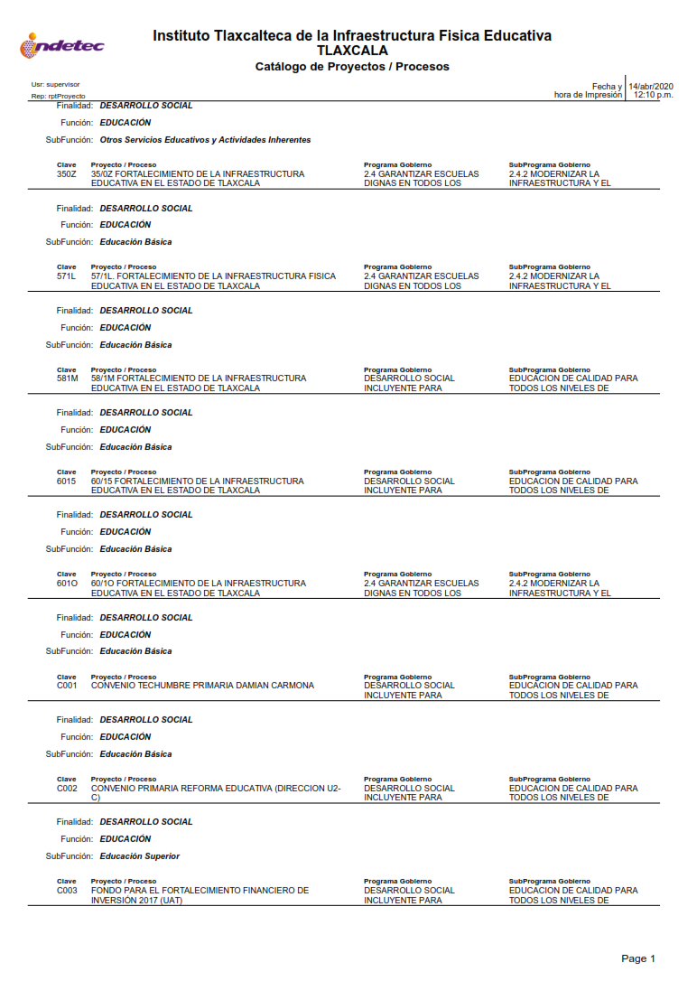 indetec
Instituto Tlaxcalteca de la Infraestructura Fisica Educativa
TLAXCALA
Catálogo de Proyectos / Procesos
Usr: supervisor
Rep: rptProyecto
Fecha y 14/abr/2020
hora de Impresión 12:10 p.m.
Finalidad: DESARROLLO SOCIAL
Función: EDUCACIÓN
SubFunción: Otros Servicios Educativos y Actividades Inherentes
Clave Proyecto / Proceso Programa Gobierno SubPrograma Gobierno
350Z 35/0Z FORTALECIMIENTO DE LA INFRAESTRUCTURA 2.4 GARANTIZAR ESCUELAS 2.4.2 MODERNIZAR LA
EDUCATIVA EN EL ESTADO DE TLAXCALA DIGNAS EN TODOS LOS INFRAESTRUCTURA Y EL
Finalidad: DESARROLLO SOCIAL
Función: EDUCACIÓN
SubFunción: Educación Básica
Clave Proyecto / Proceso Programa Gobierno SubPrograma Gobierno
571L 57/1L. FORTALECIMIENTO DE LA INFRAESTRUCTURA FISICA 2.4 GARANTIZAR ESCUELAS 2.4.2 MODERNIZAR LA
EDUCATIVA EN EL ESTADO DE TLAXCALA DIGNAS EN TODOS LOS INFRAESTRUCTURA Y EL
Finalidad: DESARROLLO SOCIAL
Función: EDUCACIÓN
SubFunción: Educación Básica
Clave Proyecto / Proceso Programa Gobierno SubPrograma Gobierno
581M 58/1M FORTALECIMIENTO DE LA INFRAESTRUCTURA DESARROLLO SOCIAL EDUCACION DE CALIDAD PARA
EDUCATIVA EN EL ESTADO DE TLAXCALA INCLUYENTE PARA TODOS LOS NIVELES DE
Finalidad: DESARROLLO SOCIAL
Función: EDUCACIÓN
SubFunción: Educación Básica
Clave Proyecto / Proceso Programa Gobierno SubPrograma Gobierno
6015 60/15 FORTALECIMIENTO DE LA INFRAESTRUCTURA DESARROLLO SOCIAL EDUCACION DE CALIDAD PARA
EDUCATIVA EN EL ESTADO DE TLAXCALA INCLUYENTE PARA TODOS LOS NIVELES DE
Finalidad: DESARROLLO SOCIAL
Función: EDUCACIÓN
SubFunción: Educación Básica
Clave Proyecto / Proceso Programa Gobierno SubPrograma Gobierno
601O 60/1O FORTALECIMIENTO DE LA INFRAESTRUCTURA 2.4 GARANTIZAR ESCUELAS 2.4.2 MODERNIZAR LA
EDUCATIVA EN EL ESTADO DE TLAXCALA DIGNAS EN TODOS LOS INFRAESTRUCTURA Y EL
Finalidad: DESARROLLO SOCIAL
Función: EDUCACIÓN
SubFunción: Educación Básica
Clave Proyecto / Proceso Programa Gobierno SubPrograma Gobierno
C001 CONVENIO TECHUMBRE PRIMARIA DAMIAN CARMONA DESARROLLO SOCIAL EDUCACION DE CALIDAD PARA
INCLUYENTE PARA TODOS LOS NIVELES DE
Finalidad: DESARROLLO SOCIAL
Función: EDUCACIÓN
SubFunción: Educación Básica
Clave Proyecto / Proceso Programa Gobierno SubPrograma Gobierno
C002 CONVENIO PRIMARIA REFORMA EDUCATIVA (DIRECCION U2- DESARROLLO SOCIAL EDUCACION DE CALIDAD PARA
C) INCLUYENTE PARA TODOS LOS NIVELES DE
Finalidad: DESARROLLO SOCIAL
Función: EDUCACIÓN
SubFunción: Educación Superior
Clave Proyecto / Proceso Programa Gobierno SubPrograma Gobierno
C003 FONDO PARA EL FORTALECIMIENTO FINANCIERO DE DESARROLLO SOCIAL EDUCACION DE CALIDAD PARA
INVERSIÓN 2017 (UAT) INCLUYENTE PARA TODOS LOS NIVELES DE
Page 1